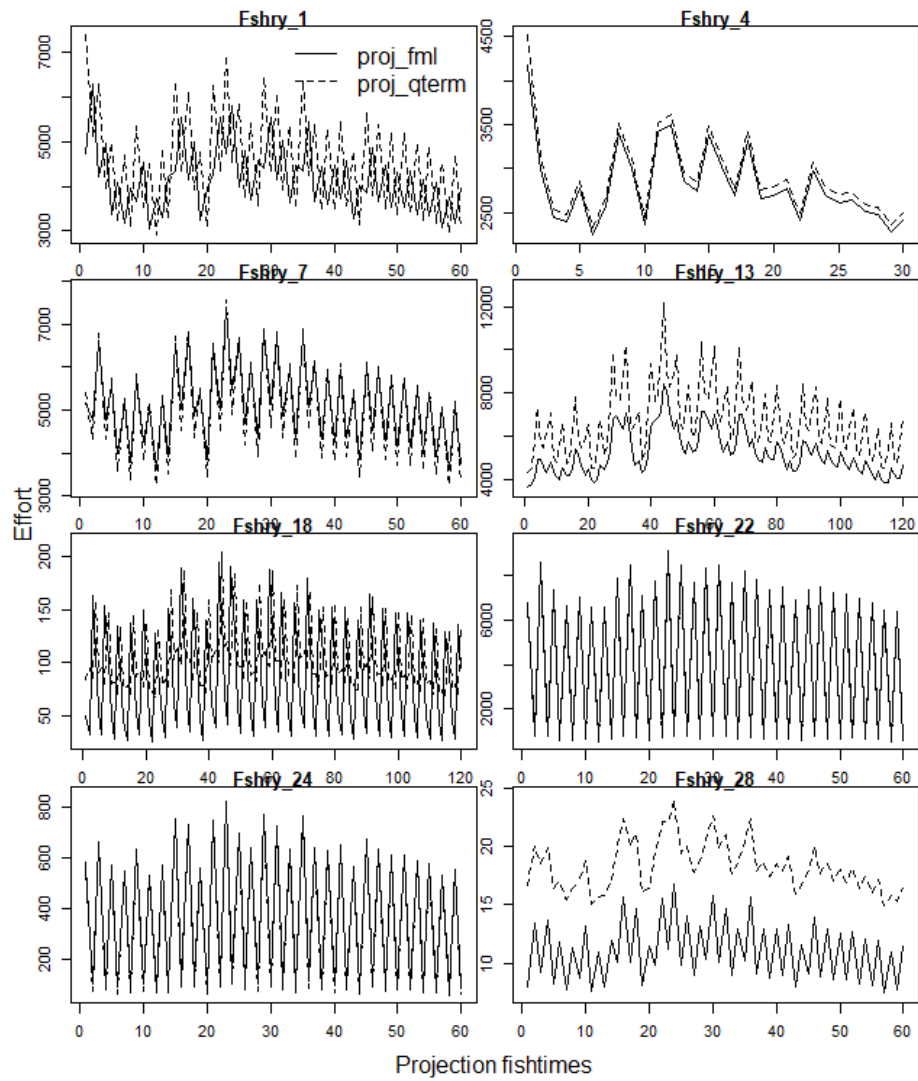 Fshry_1
Fshry_4
proj_fml
proj_qterm
3000 5000 7000
0 10 20 30 40 50 60
2500 3500 4500
0 5 10 15 20 25 30
Fshry_7
Fshry_13
3000 5000 7000
0 10 20 30 40 50 60
4000 8000 12000
0 20 40 60 80 100 120
Effort
Fshry_18
Fshry_22
50 100 150 200
0 20 40 60 80 100 120
2000 6000
0 10 20 30 40 50 60
Fshry_24
Fshry_28
200 400 600 800
0 10 20 30 40 50 60
10 15 20 25
0 10 20 30 40 50 60
Projection fishtimes